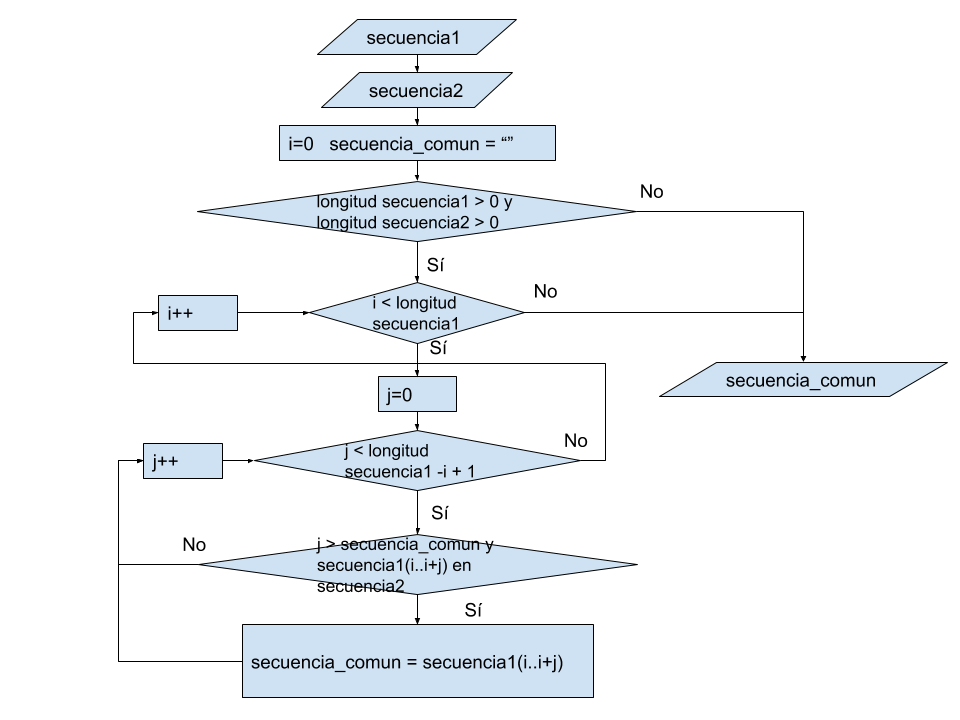 secuencia1
secuencia2
i=0   secuencia_comun = “”
longitud secuencia1 > 0 y
longitud secuencia2 > 0
No
Sí
i++
i < longitud
secuencia1
No
Sí
secuencia_comun
j=0
j++
j < longitud
secuencia1 -i + 1
No
Sí
j > secuencia_comun y
secuencia1(i..i+j) en
secuencia2
No
Sí
secuencia_comun = secuencia1(i..i+j)